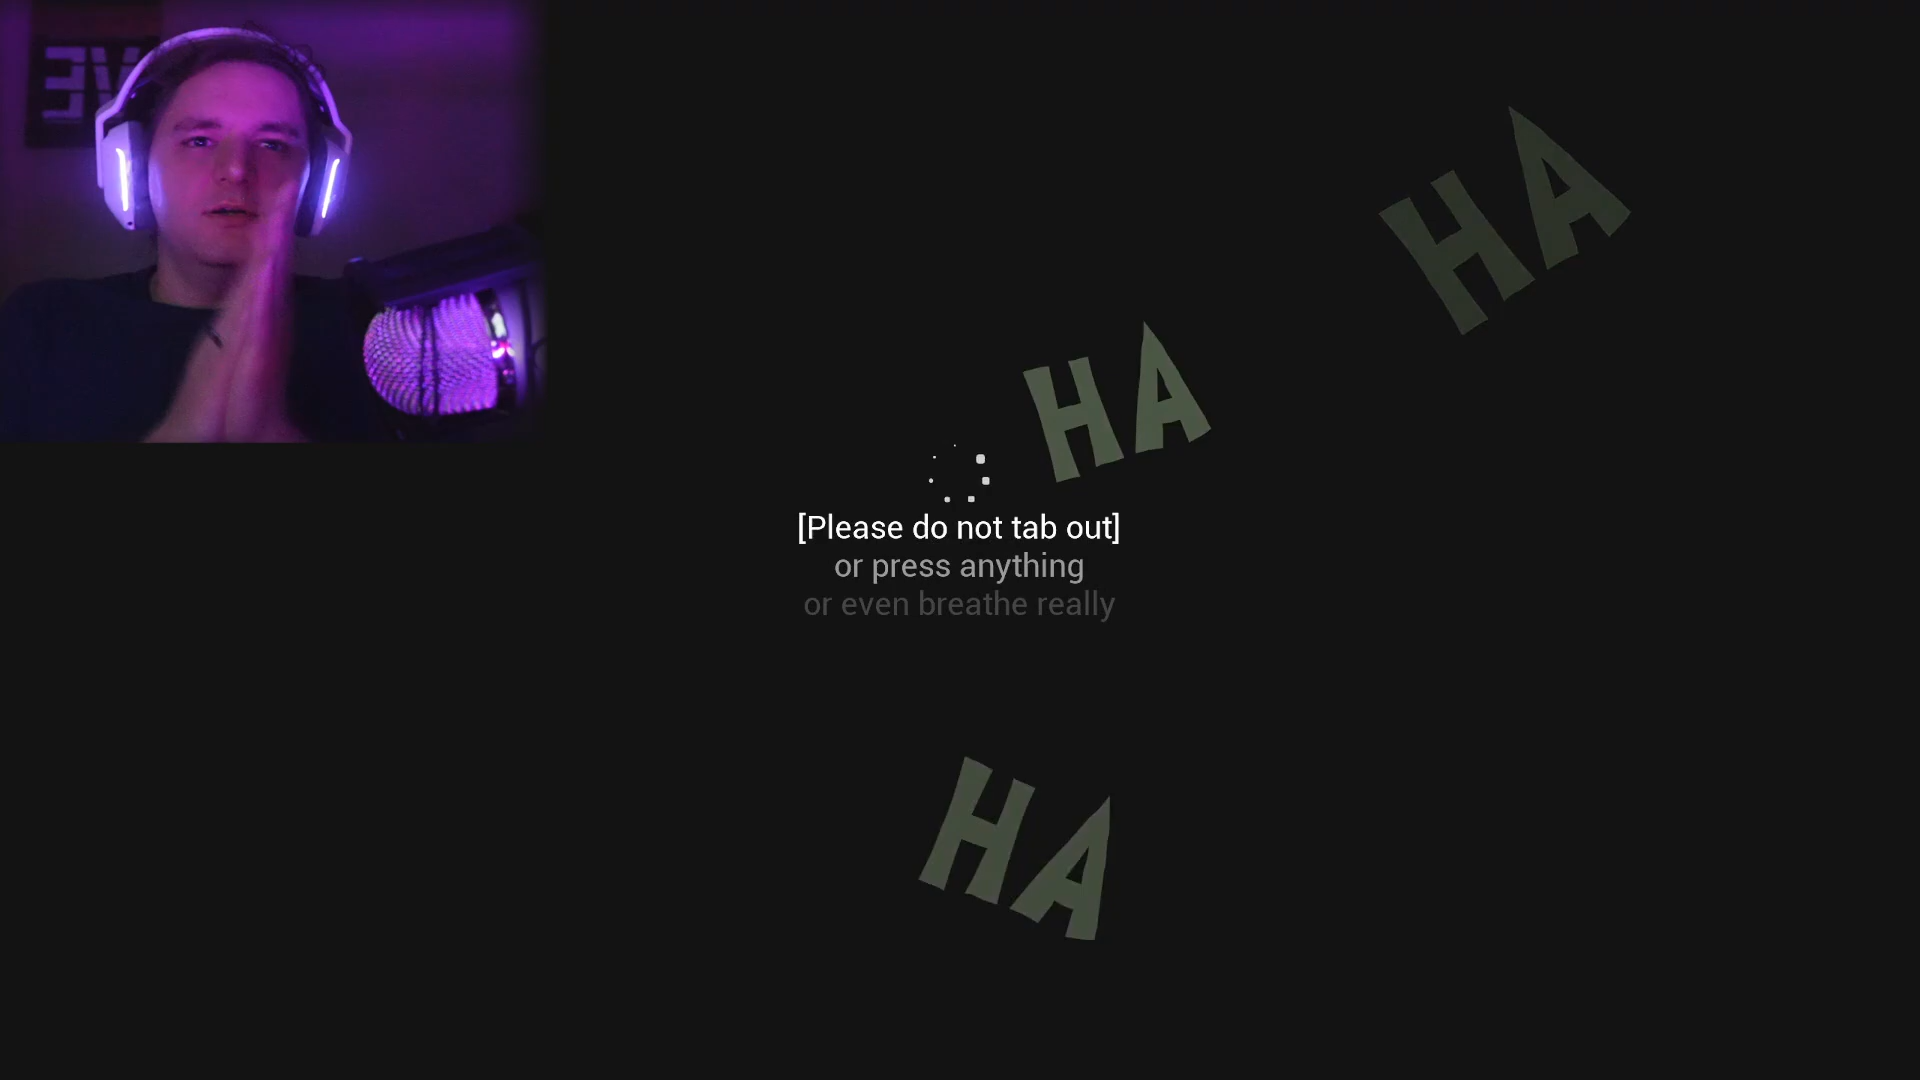 HA
HA
[Please do not tab out]
or press anything
or even breathe really
HA